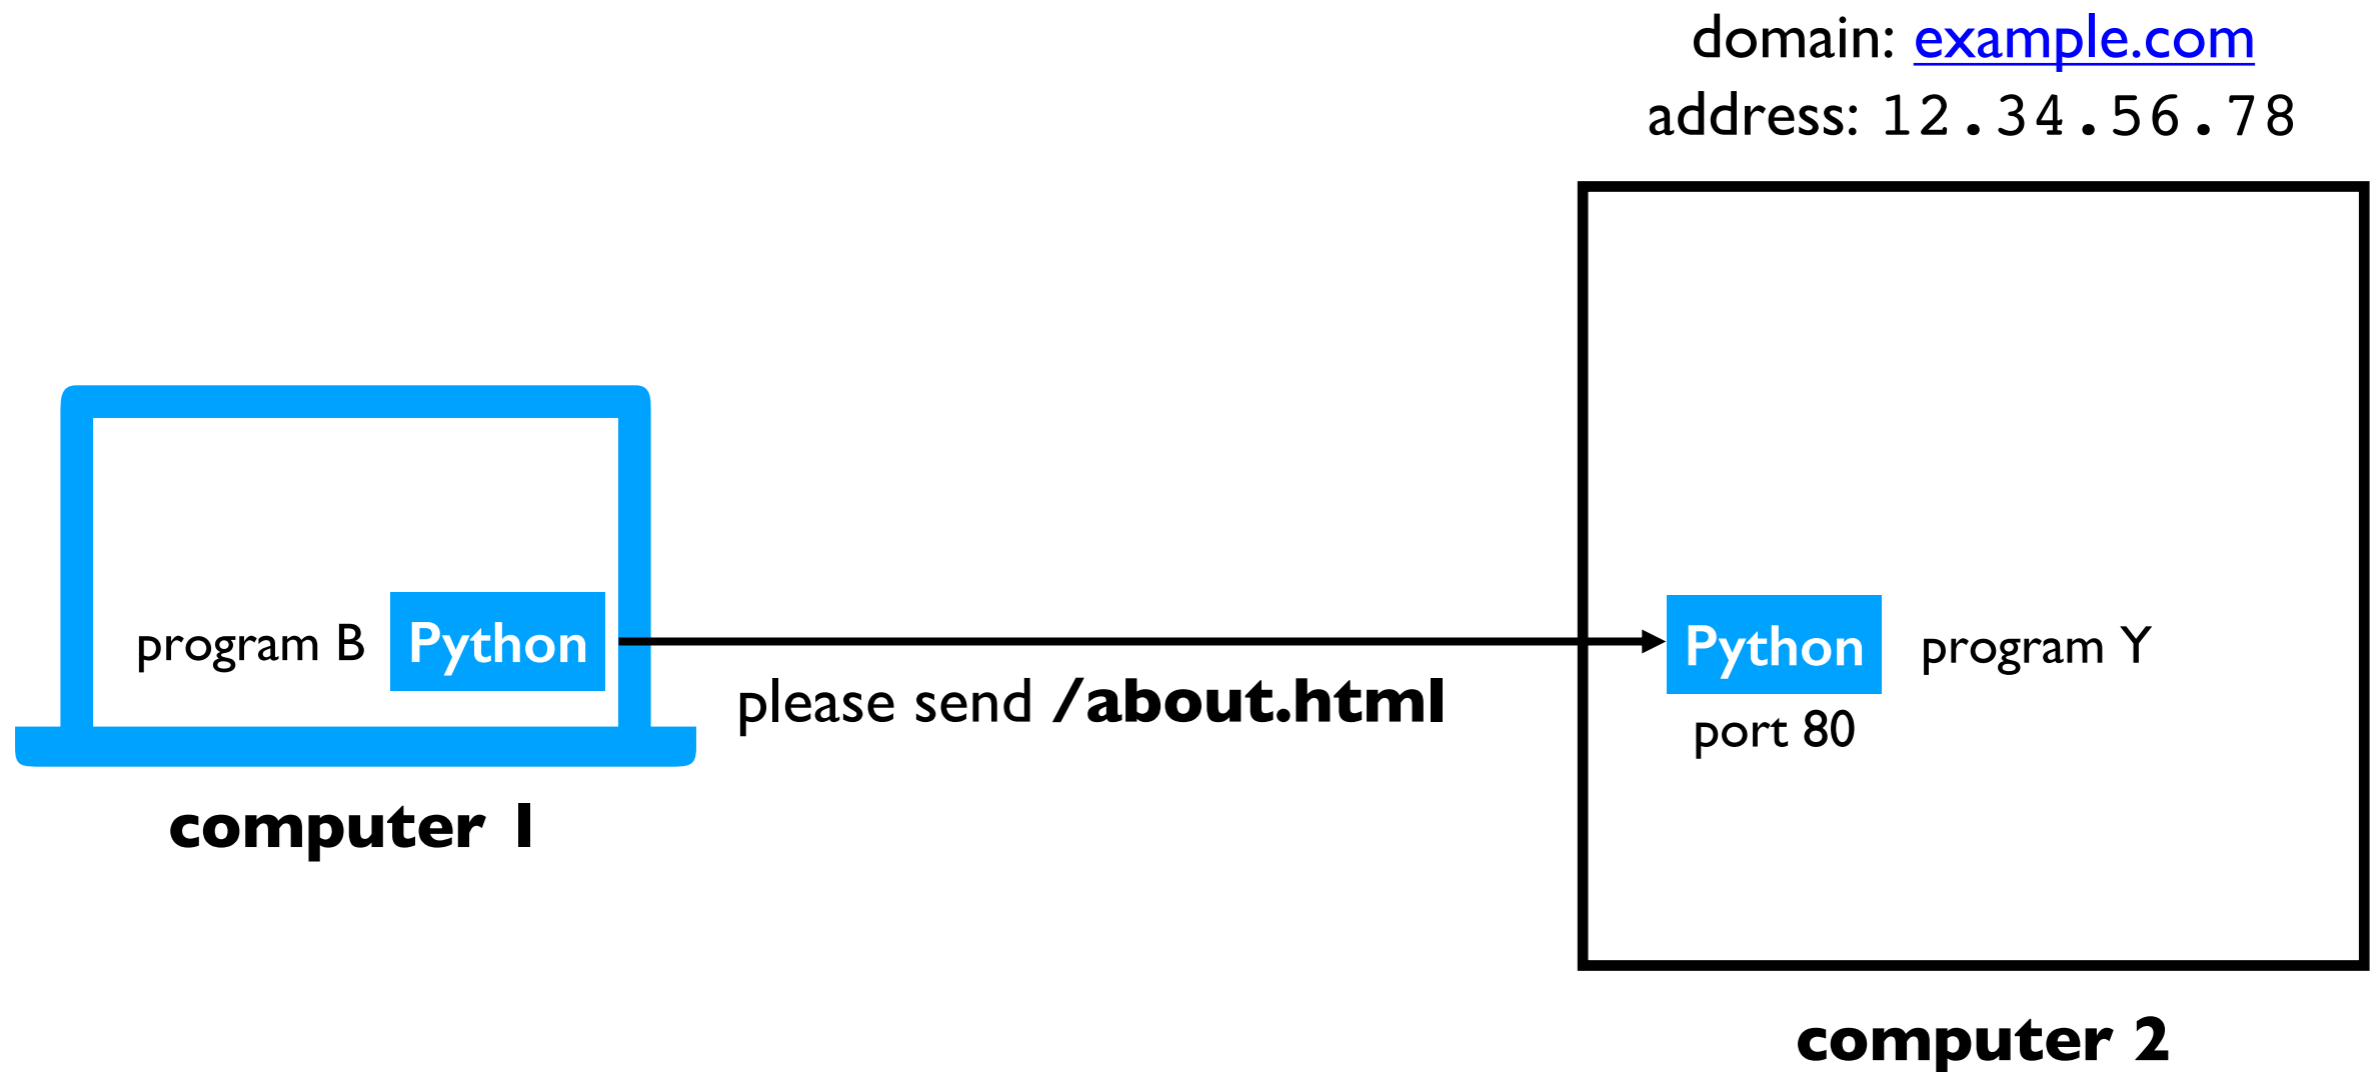 domain: example.com
address: 12.34.56.78
program B
Python
please send /about.html
Python
program Y
port 80
computer 1
computer 2